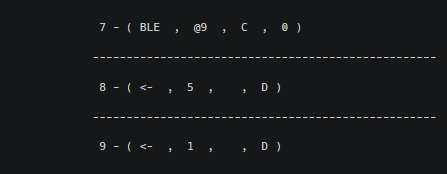 7 - ( BLE , @9 , C , 0 )
--------------------------------------------------
8 - ( <- , 5 , , D )
--------------------------------------------------
9 - ( <- , 1 , , D )